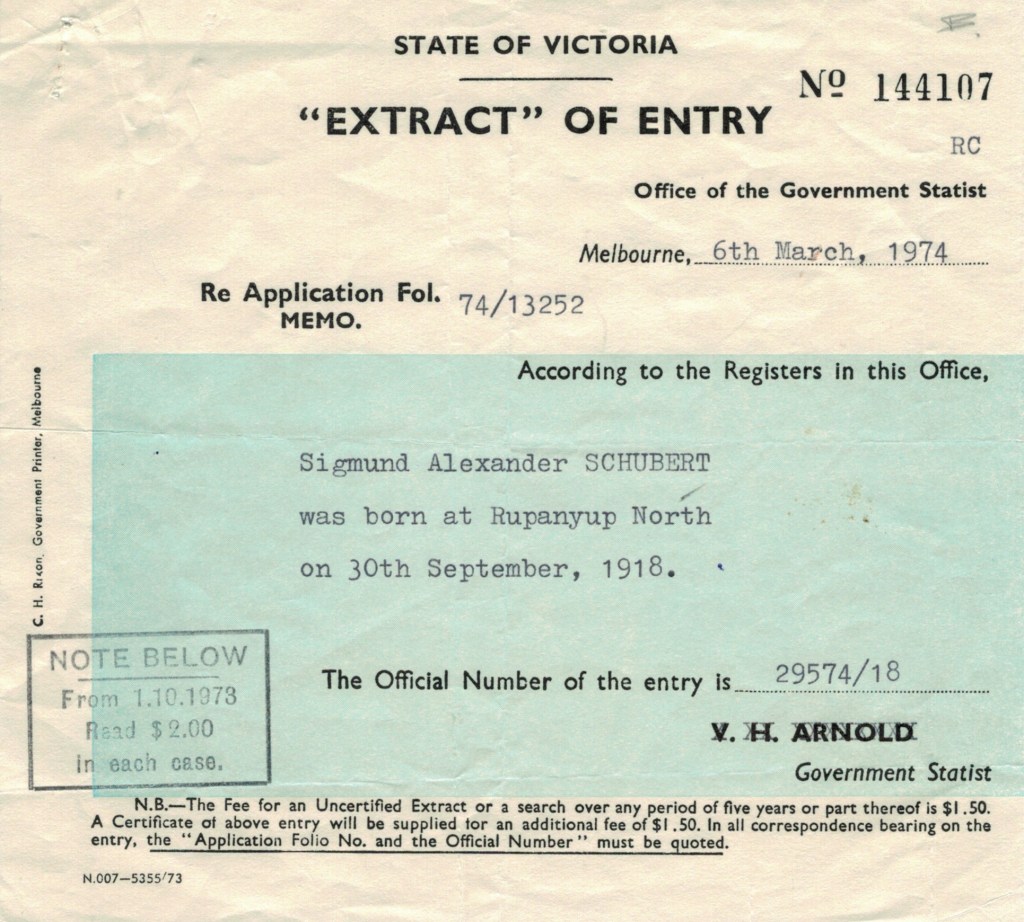 STATE OF VICTORIA
Nº 144107
"EXTRACT" OF ENTRY
RC
Office of the Government Statist
Melbourne, 6th March, 1974
Re Application Fol. 74/13252
MEMO.
According to the Registers in this Office,
Sigmund Alexander SCHUBERT
was born at Rupanyup North
on 30th September, 1918.
The Official Number of the entry is 29574/18
V. H. ARNOLD
Government Statist
C. H. Rixon, Government Printer, Melbourne
NOTE BELOW
From 1.10.1973
Read $2.00
in each case.
N.B.—The Fee for an Uncertified Extract or a search over any period of five years or part thereof is $1.50.
A Certificate of above entry will be supplied for an additional fee of $1.50. In all correspondence bearing on the
entry, the "Application Folio No. and the Official Number" must be quoted.
N.007—5355/73